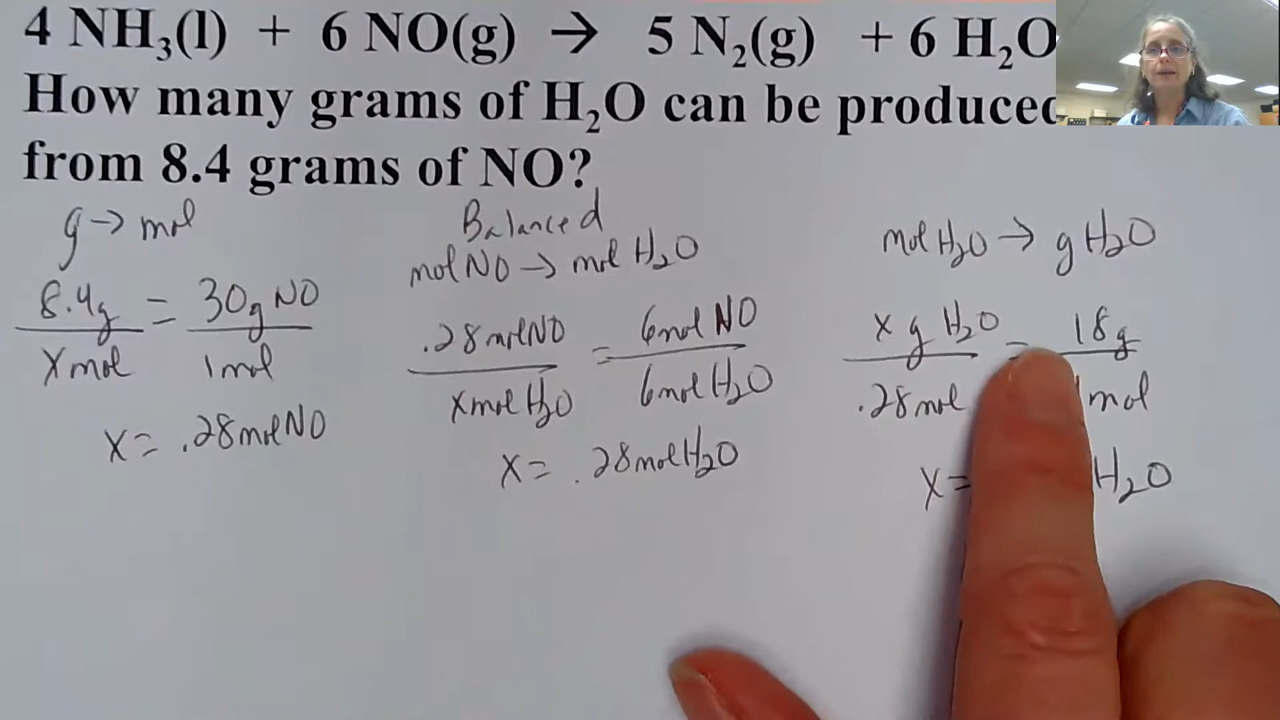 4 NH₃(l) + 6 NO(g) → 5 N₂(g) + 6 H₂O
How many grams of H₂O can be produced
from 8.4 grams of NO?
g → mol
8.4g = 30g NO
x mol 1 mol
x = .28 mol NO
Balanced
mol NO → mol H₂O
.28 mol NO = 6 mol NO
x mol H₂O 6 mol H₂O
x = .28 mol H₂O
mol H₂O → g H₂O
x g H₂O = 18g
.28 mol 1 mol
x = H₂O